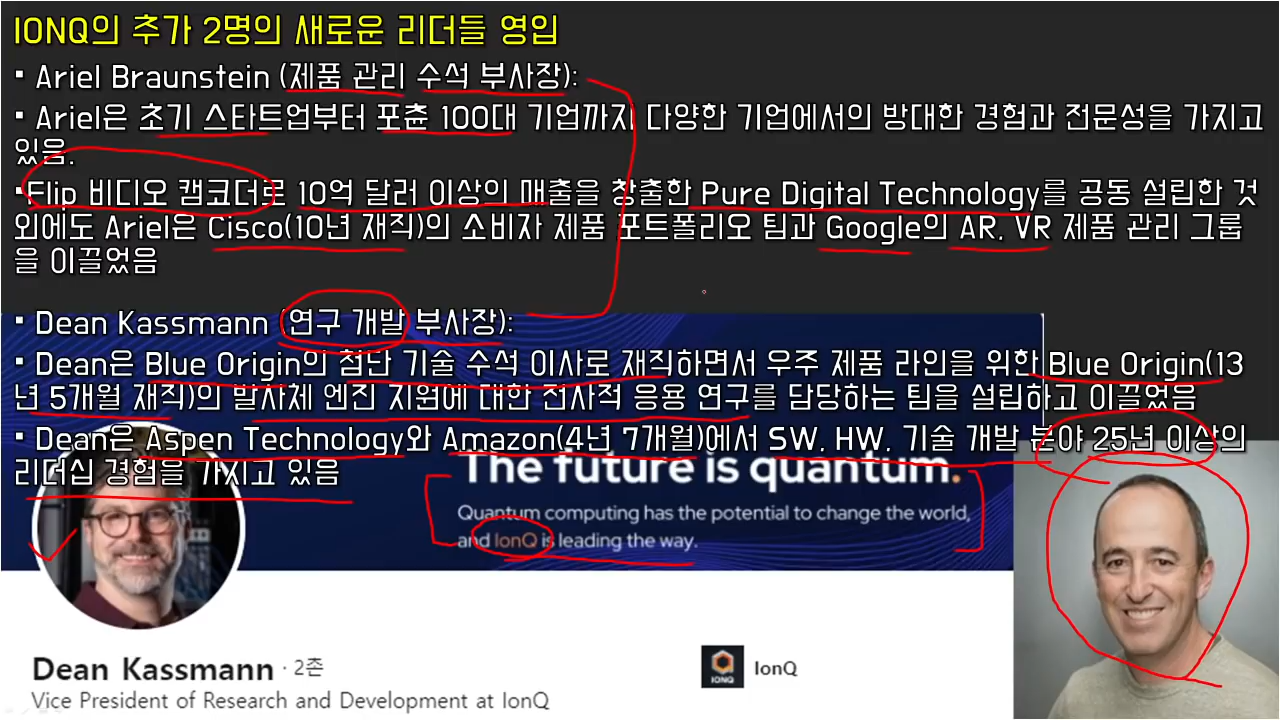 IONQ의 추가 2명의 새로운 리더들 영입
▪ Ariel Braunstein (제품 관리 수석 부사장):
▪ Ariel은 초기 스타트업부터 포춘 100대 기업까지 다양한 기업에서의 방대한 경험과 전문성을 가지고
있음.
▪Flip 비디오 캠코더로 10억 달러 이상의 매출을 창출한 Pure Digital Technology를 공동 설립한 것
외에도 Ariel은 Cisco(10년 재직)의 소비자 제품 포트폴리오 팀과 Google의 AR, VR 제품 관리 그룹
을 이끌었음
▪ Dean Kassmann (연구 개발 부사장):
▪ Dean은 Blue Origin의 첨단 기술 수석 이사로 재직하면서 우주 제품 라인을 위한 Blue Origin(13
년 5개월 재직)의 발사체 엔진 지원에 대한 전사적 응용 연구를 담당하는 팀을 설립하고 이끌었음
▪ Dean은 Aspen Technology와 Amazon(4년 7개월)에서 SW, HW, 기술 개발 분야 25년 이상의
리더십 경험을 가지고 있음
The future is quantum.
Quantum computing has the potential to change the world,
and IonQ is leading the way.
Dean Kassmann · 2촌
Vice President of Research and Development at IonQ
IONQ
IonQ